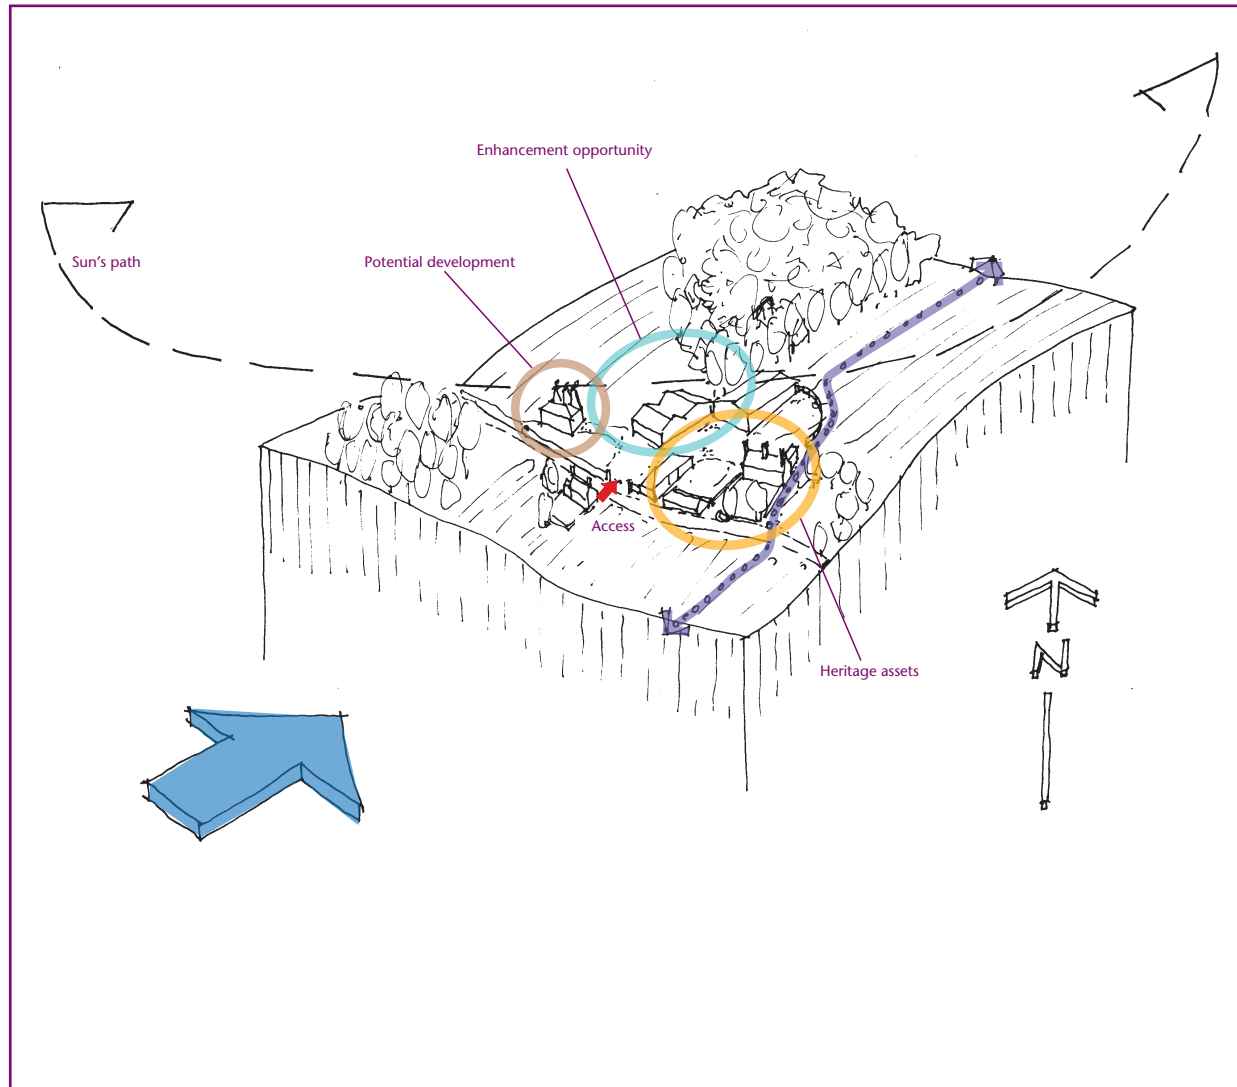 Enhancement opportunity
Sun's path
Potential development
Access
Heritage assets
N